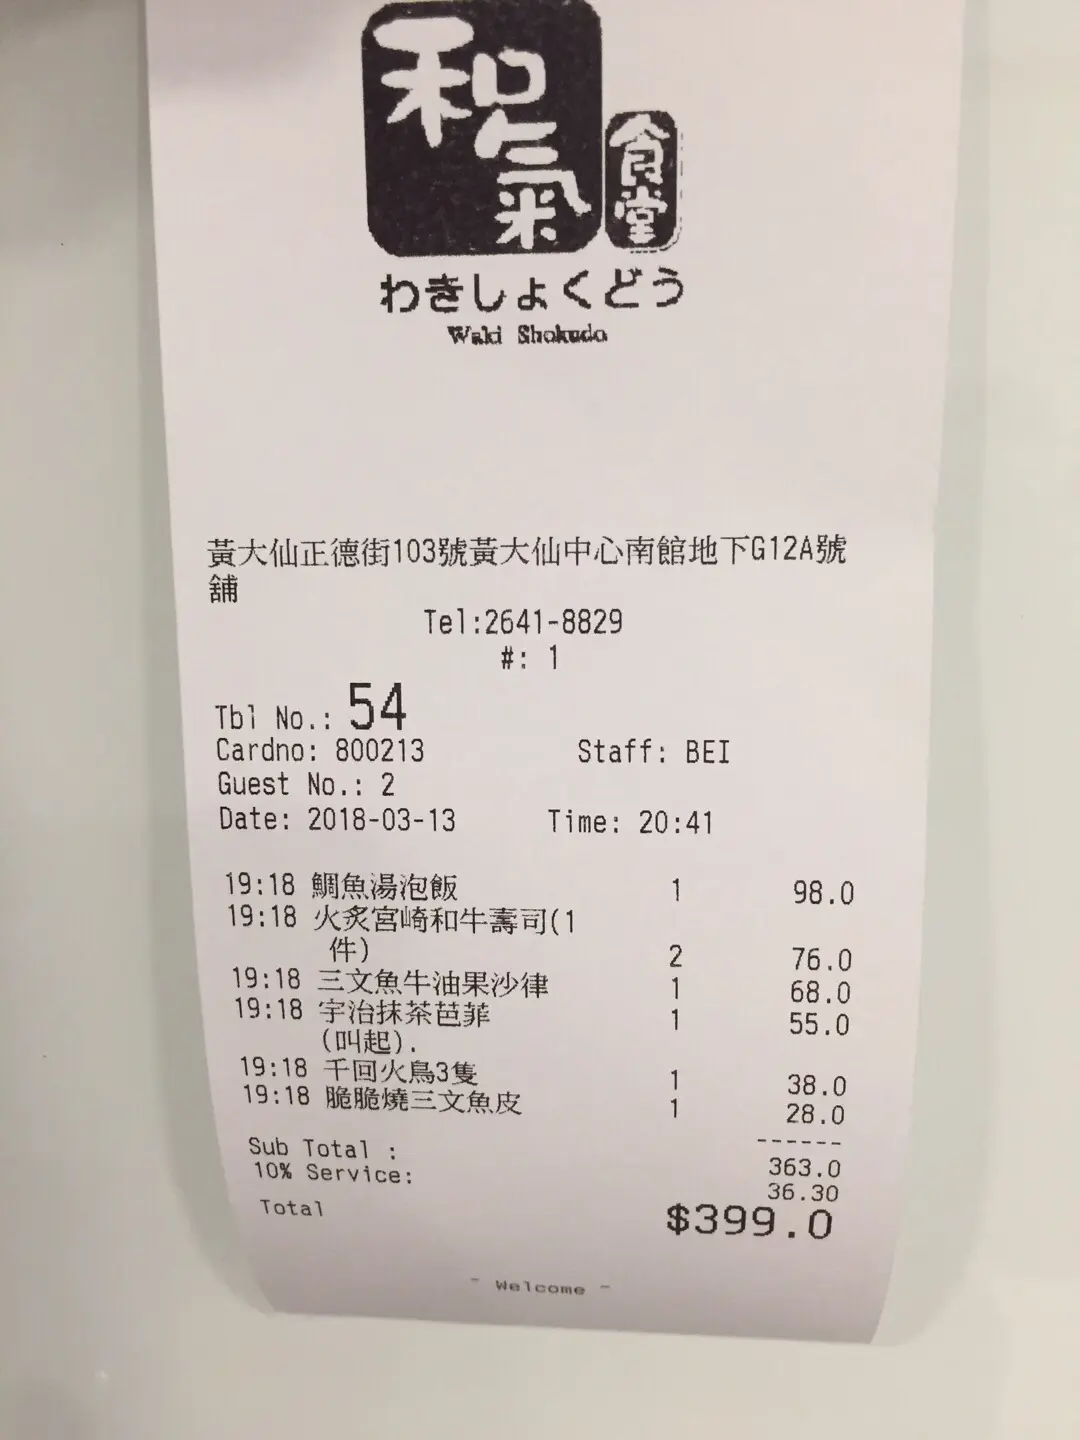 和氣
食堂
わきしょくどう
Waki Shokudo
黃大仙正德街103號黃大仙中心南館地下G12A號
舖
Tel:2641-8829
#: 1
Tbl No.: 54
Cardno: 800213 Staff: BEI
Guest No.: 2
Date: 2018-03-13 Time: 20:41
19:18 鯛魚湯泡飯 1 98.0
19:18 火炙宮崎和牛壽司(1
件) 2 76.0
19:18 三文魚牛油果沙律 1 68.0
19:18 宇治抹茶芭菲 1 55.0
(叫起).
19:18 千回火鳥3隻 1 38.0
19:18 脆脆燒三文魚皮 1 28.0
------
Sub Total : 363.0
10% Service: 36.30
Total $399.0
- Welcome -